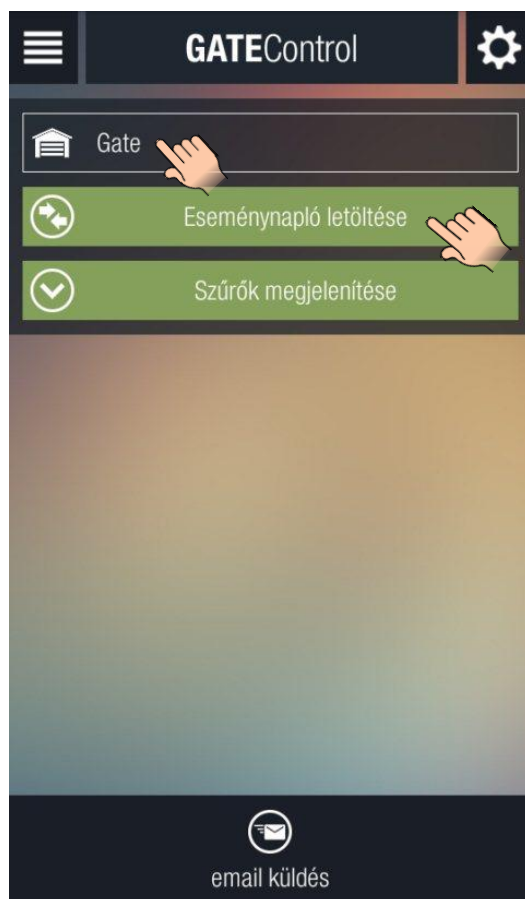 GATEControl
Gate
Eseménynapló letöltése
Szűrők megjelenítése
email küldés